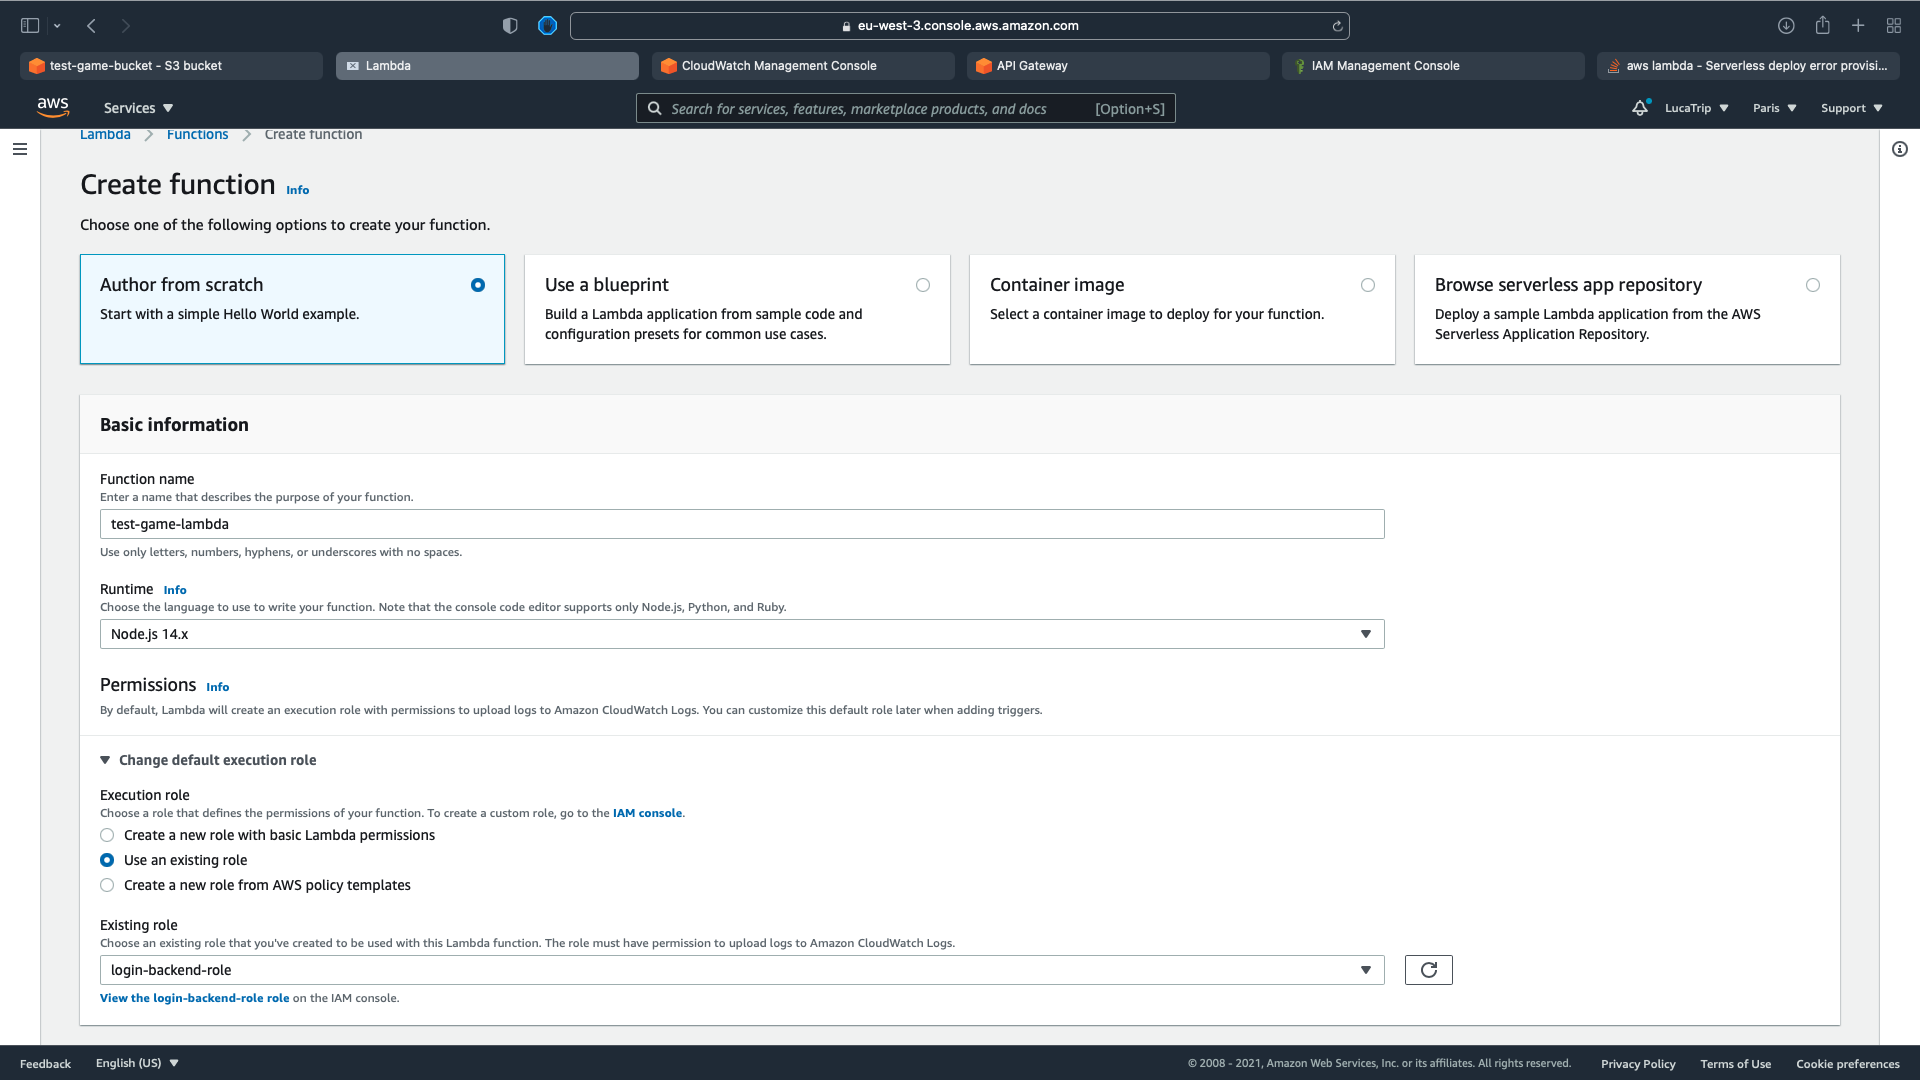 eu-west-3.console.aws.amazon.com
test-game-bucket - S3 bucket
Lambda
CloudWatch Management Console
API Gateway
IAM Management Console
aws lambda - Serverless deploy error provisi...
aws
Services
Search for services, features, marketplace products, and docs
[Option+S]
LucaTrip
Paris
Support
Lambda
Functions
Create function
Create function Info
Choose one of the following options to create your function.
Author from scratch
Start with a simple Hello World example.
Use a blueprint
Build a Lambda application from sample code and
configuration presets for common use cases.
Container image
Select a container image to deploy for your function.
Browse serverless app repository
Deploy a sample Lambda application from the AWS
Serverless Application Repository.
Basic information
Function name
Enter a name that describes the purpose of your function.
test-game-lambda
Use only letters, numbers, hyphens, or underscores with no spaces.
Runtime Info
Choose the language to use to write your function. Note that the console code editor supports only Node.js, Python, and Ruby.
Node.js 14.x
Permissions Info
By default, Lambda will create an execution role with permissions to upload logs to Amazon CloudWatch Logs. You can customize this default role later when adding triggers.
Change default execution role
Execution role
Choose a role that defines the permissions of your function. To create a custom role, go to the IAM console.
Create a new role with basic Lambda permissions
Use an existing role
Create a new role from AWS policy templates
Existing role
Choose an existing role that you've created to be used with this Lambda function. The role must have permission to upload logs to Amazon CloudWatch Logs.
login-backend-role
View the login-backend-role role on the IAM console.
Feedback
English (US)
© 2008 - 2021, Amazon Web Services, Inc. or its affiliates. All rights reserved.
Privacy Policy
Terms of Use
Cookie preferences